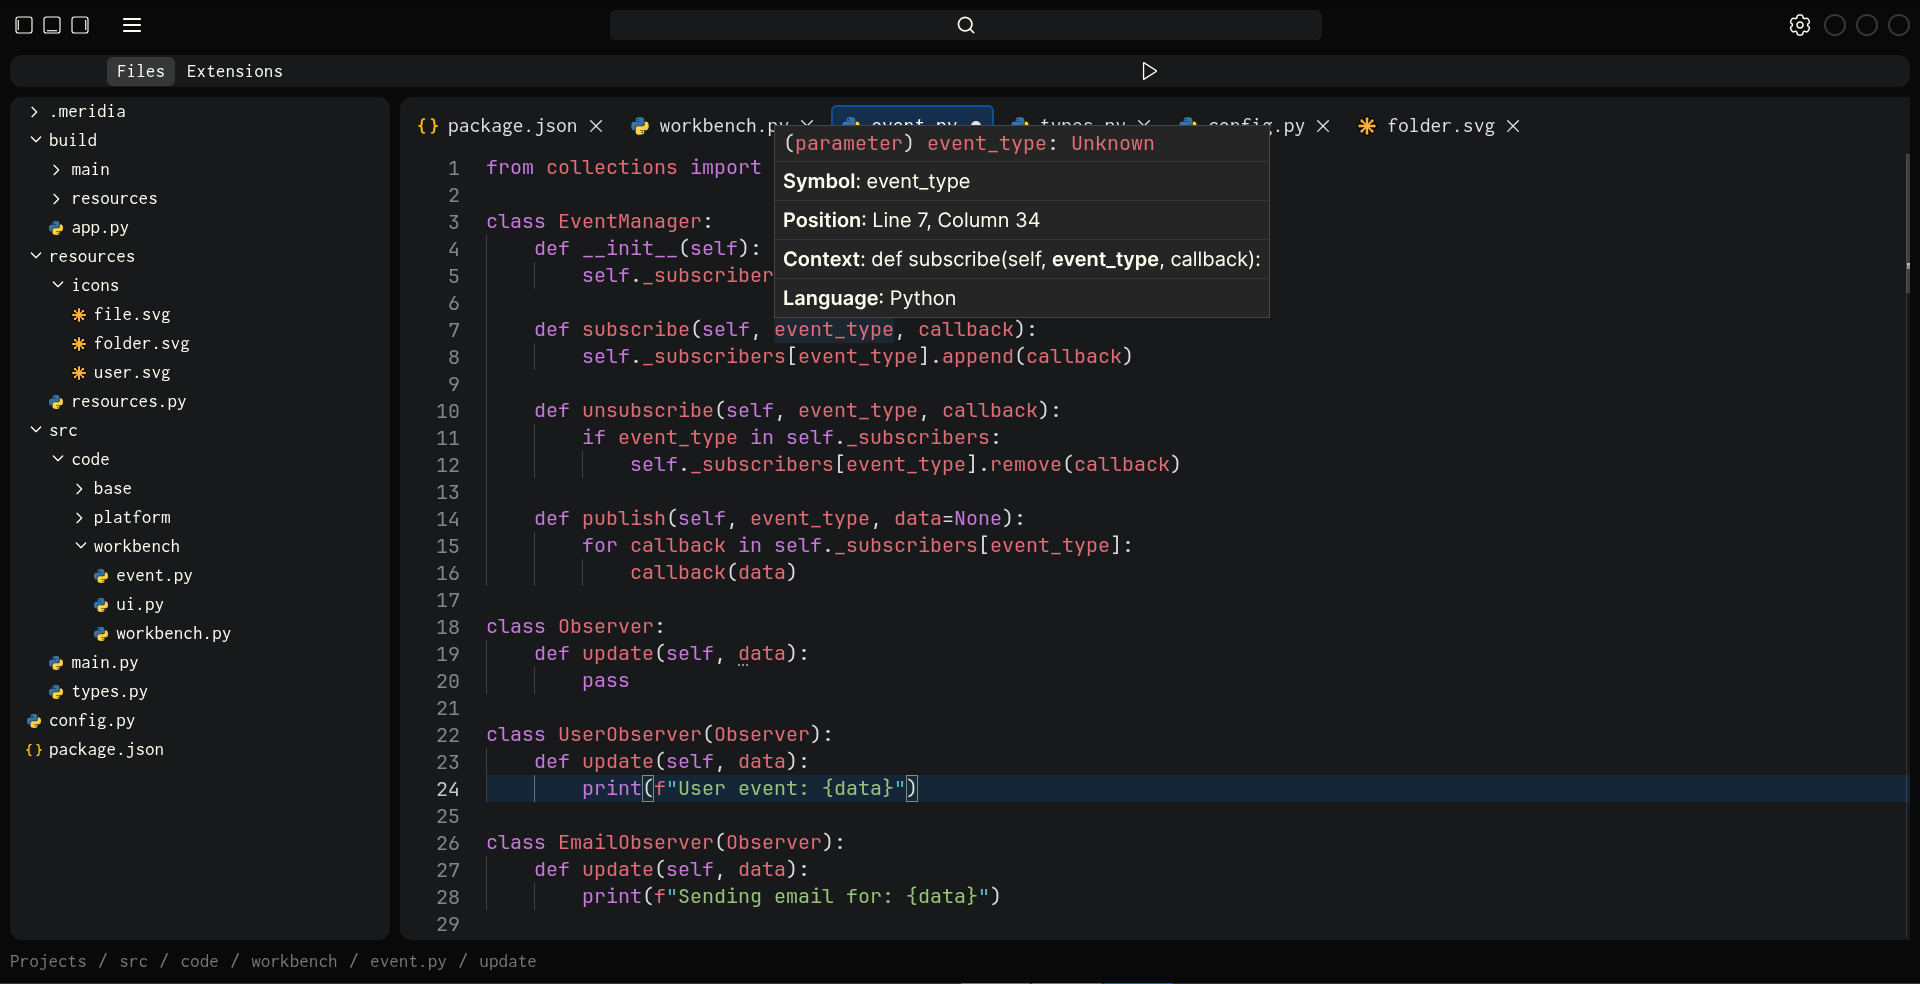 Files Extensions
.meridia
build
main
resources
app.py
resources
icons
file.svg
folder.svg
user.svg
resources.py
src
code
base
platform
workbench
event.py
ui.py
workbench.py
main.py
types.py
config.py
package.json
{} package.json workbench.py event.py types.py config.py folder.svg
(parameter) event_type: Unknown
Symbol: event_type
Position: Line 7, Column 34
Context: def subscribe(self, event_type, callback):
Language: Python
1 from collections import
2
3 class EventManager:
4 def __init__(self):
5 self._subscriber
6
7 def subscribe(self, event_type, callback):
8 self._subscribers[event_type].append(callback)
9
10 def unsubscribe(self, event_type, callback):
11 if event_type in self._subscribers:
12 self._subscribers[event_type].remove(callback)
13
14 def publish(self, event_type, data=None):
15 for callback in self._subscribers[event_type]:
16 callback(data)
17
18 class Observer:
19 def update(self, data):
20 pass
21
22 class UserObserver(Observer):
23 def update(self, data):
24 print(f"User event: {data}")
25
26 class EmailObserver(Observer):
27 def update(self, data):
28 print(f"Sending email for: {data}")
29
Projects / src / code / workbench / event.py / update